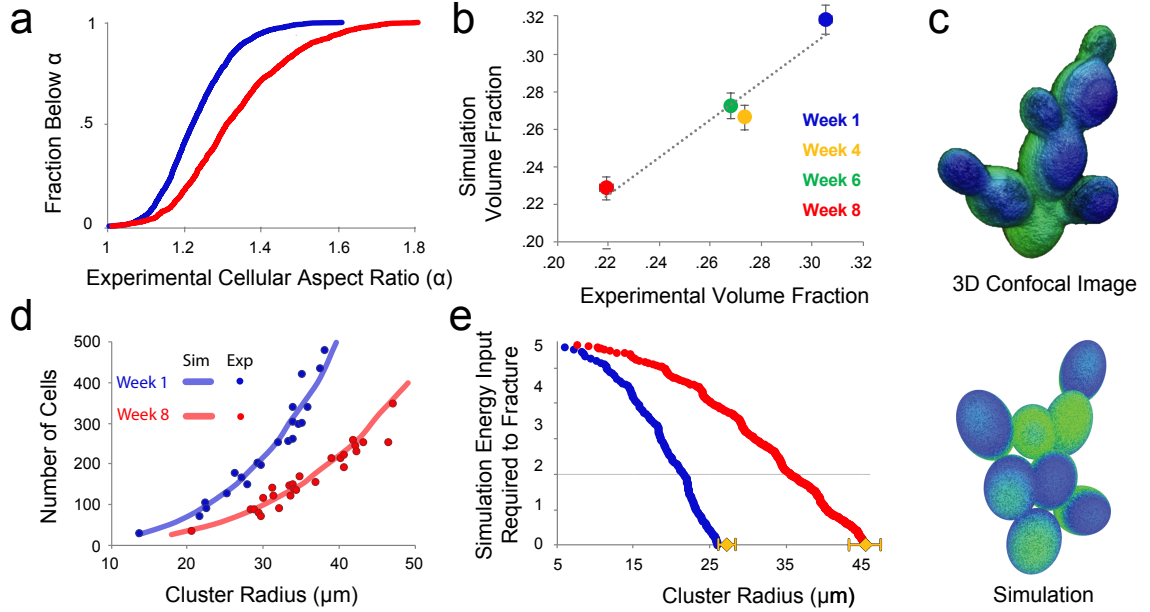 a
1
.5
0
Fraction Below α
1
1.2
1.4
1.6
1.8
Experimental Cellular Aspect Ratio (α)
b
.32
.30
.28
.26
.24
.22
.20
Simulation
Volume Fraction
Week 1
Week 4
Week 6
Week 8
.20
.22
.24
.26
.28
.30
.32
Experimental Volume Fraction
c
3D Confocal Image
d
500
400
300
200
100
0
Number of Cells
Sim Exp
Week 1
Week 8
10
20
30
40
50
Cluster Radius (μm)
e
5
4
3
2
2
1
0
Simulation Energy Input
Required to Fracture
5
15
25
35
45
Cluster Radius (μm)
Simulation